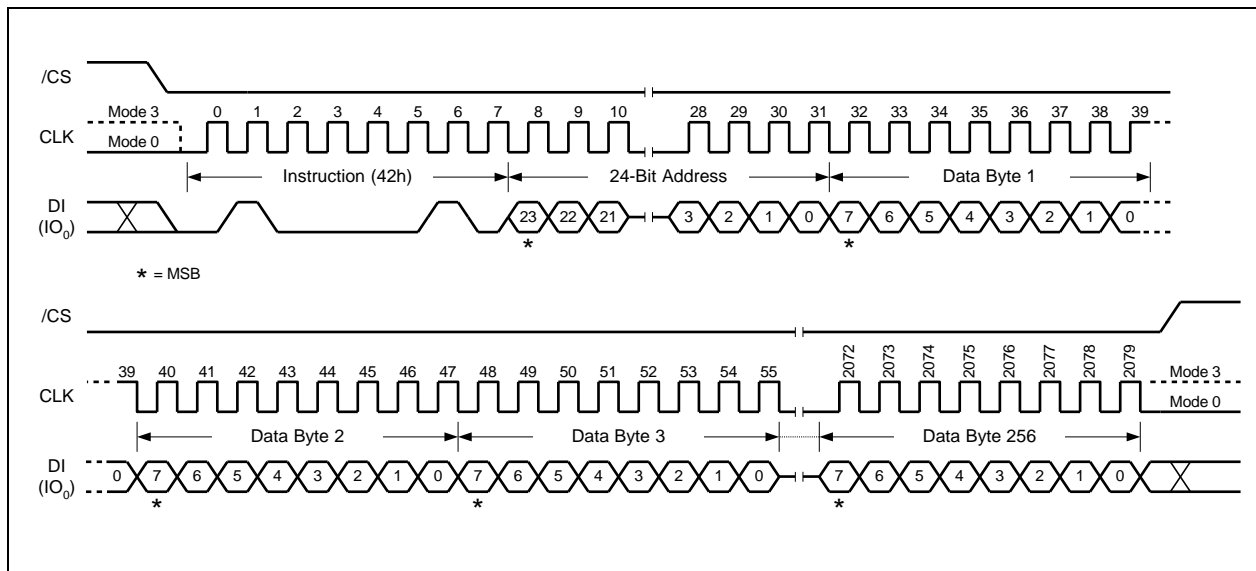 /CS
Mode 3 0 1 2 3 4 5 6 7 8 9 10 28 29 30 31 32 33 34 35 36 37 38 39
CLK Mode 0
Instruction (42h) 24-Bit Address Data Byte 1
DI
(IO0) 23 22 21 3 2 1 0 7 6 5 4 3 2 1 0
* *
* = MSB
/CS
39 40 41 42 43 44 45 46 47 48 49 50 51 52 53 54 55 2072 2073 2074 2075 2076 2077 2078 2079 Mode 3
CLK Mode 0
Data Byte 2 Data Byte 3 Data Byte 256
DI
(IO0) 0 7 6 5 4 3 2 1 0 7 6 5 4 3 2 1 0 7 6 5 4 3 2 1 0
* * *